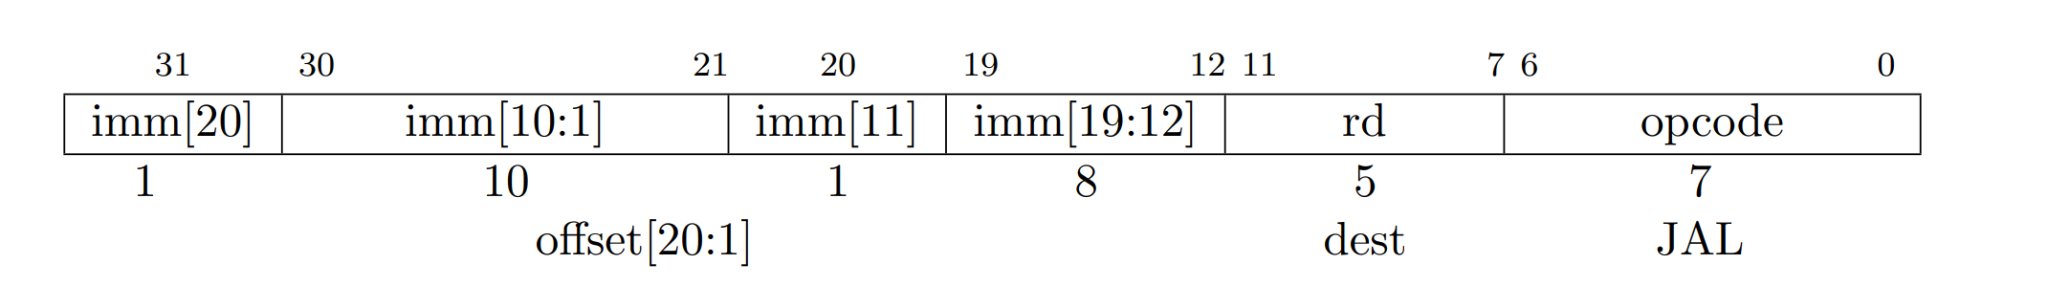 31 30 21 20 19 12 11 7 6 0
imm[20] imm[10:1] imm[11] imm[19:12] rd opcode
1 10 1 8 5 7
offset[20:1] dest JAL